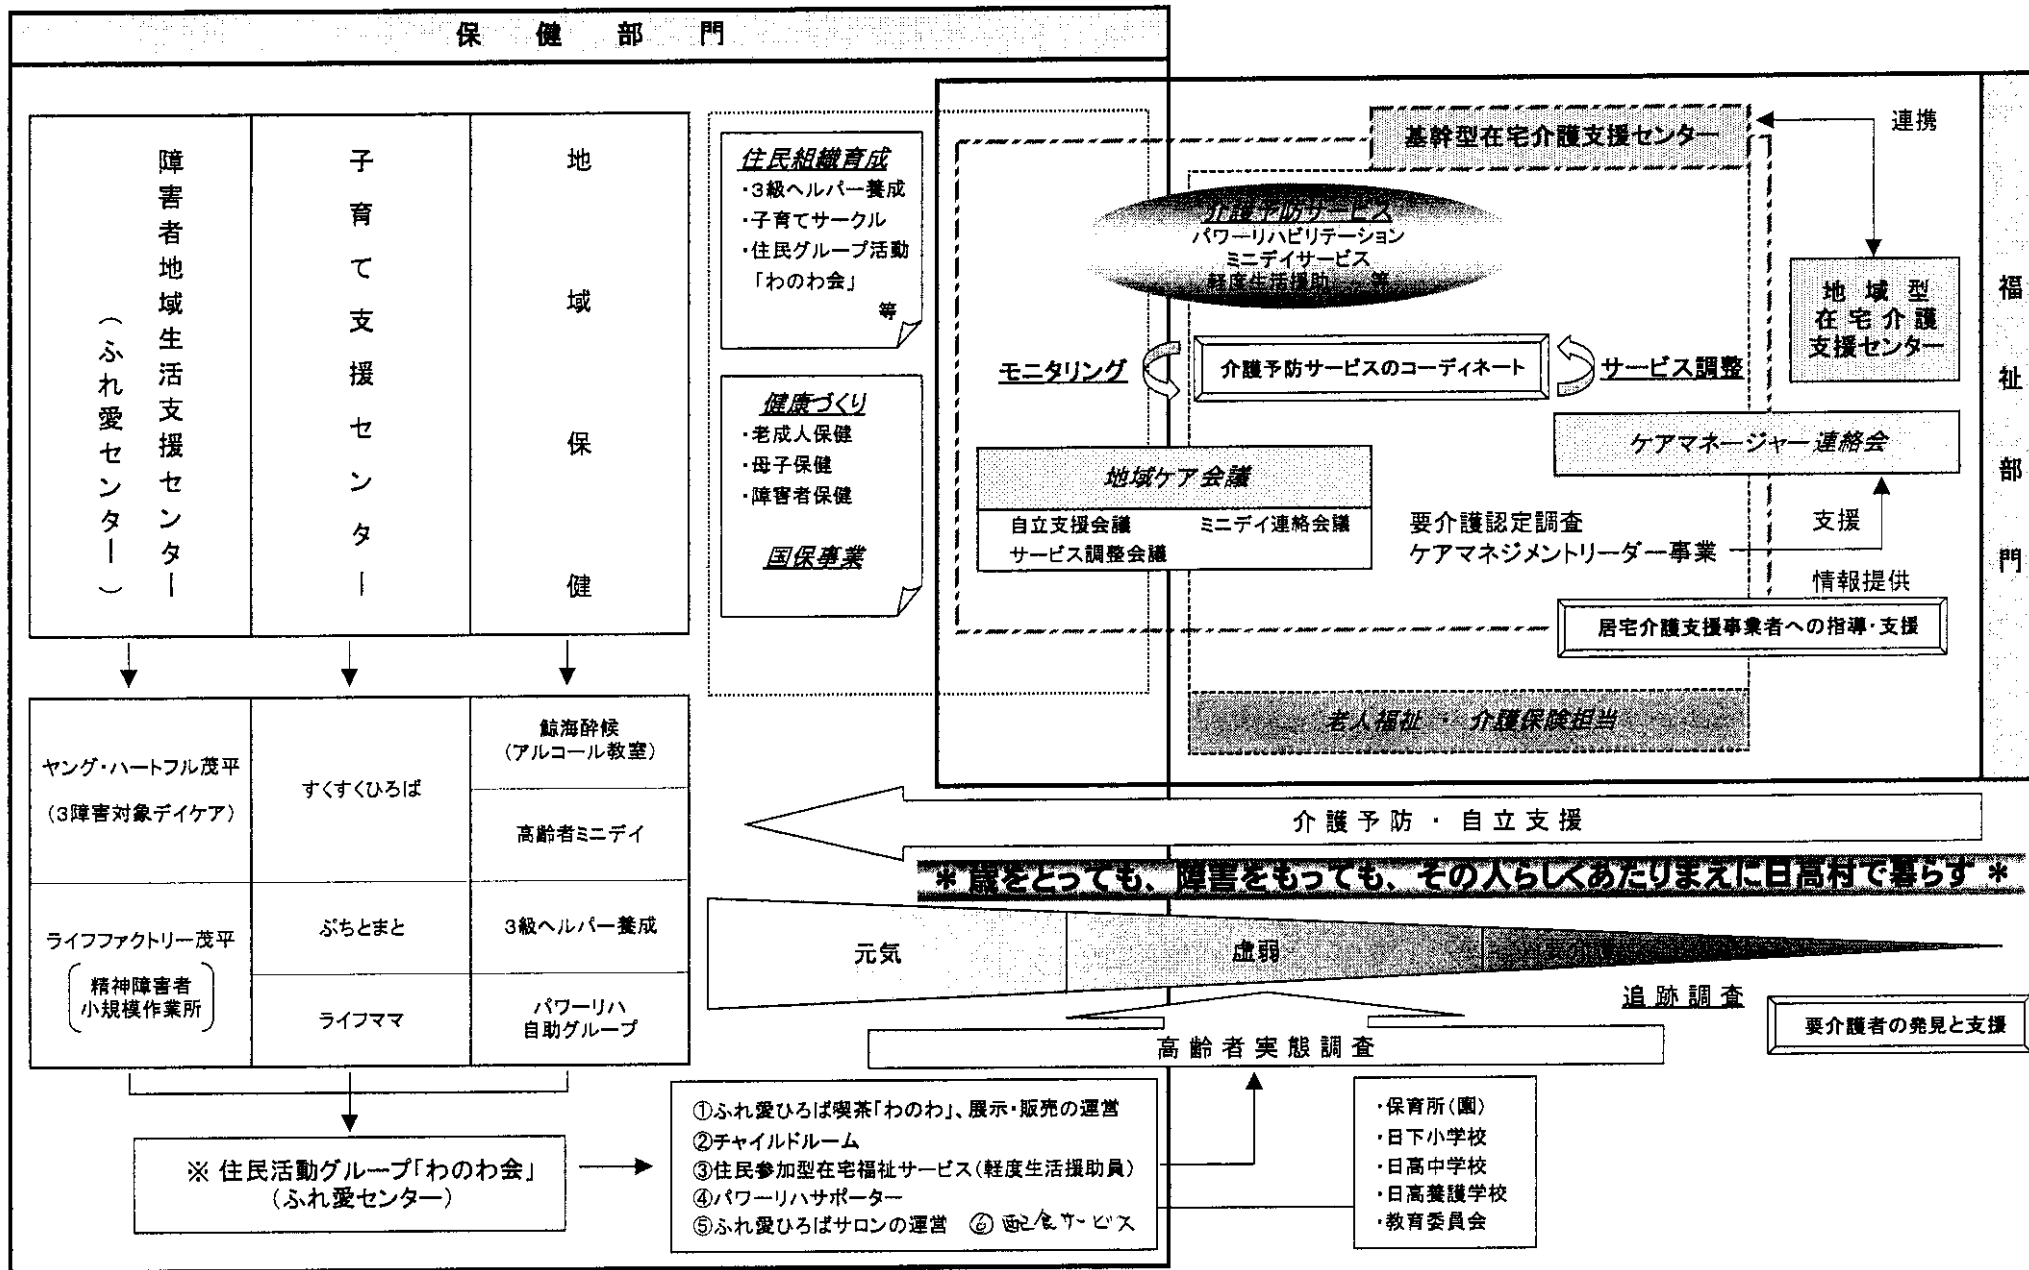 保健部門
障害者地域生活支援センター
（ふれ愛センター）
子育て支援センター
地域保健
住民組織育成
・3級ヘルパー養成
・子育てサークル
・住民グループ活動
「わのわ会」
等
健康づくり
・老成人保健
・母子保健
・障害者保健
国保事業
基幹型在宅介護支援センター
連携
介護予防サービス
パワーリハビリテーション
ミニデイサービス
軽度生活援助 等
地域型
在宅介護
支援センター
福祉部門
モニタリング
介護予防サービスのコーディネート
サービス調整
ケアマネージャー連絡会
地域ケア会議
自立支援会議 ミニデイ連絡会議
サービス調整会議
要介護認定調査
ケアマネジメントリーダー事業
支援
情報提供
居宅介護支援事業者への指導・支援
老人福祉・介護保険担当
ヤング・ハートフル茂平
（3障害対象デイケア）
すくすくひろば
鯨海酔候
（アルコール教室）
高齢者ミニデイ
ライフファクトリー茂平
精神障害者
小規模作業所
ぷちとまと
ライフママ
3級ヘルパー養成
パワーリハ
自助グループ
介護予防・自立支援
＊歳をとっても、障害をもっても、その人らしくあたりまえに日高村で暮らす＊
元気
虚弱
追跡調査
要介護者の発見と支援
高齢者実態調査
※住民活動グループ「わのわ会」
（ふれ愛センター）
①ふれ愛ひろば喫茶「わのわ」、展示・販売の運営
②チャイルドルーム
③住民参加型在宅福祉サービス（軽度生活援助員）
④パワーリハサポーター
⑤ふれ愛ひろばサロンの運営 ⑥配食サービス
・保育所（園）
・日下小学校
・日高中学校
・日高養護学校
・教育委員会